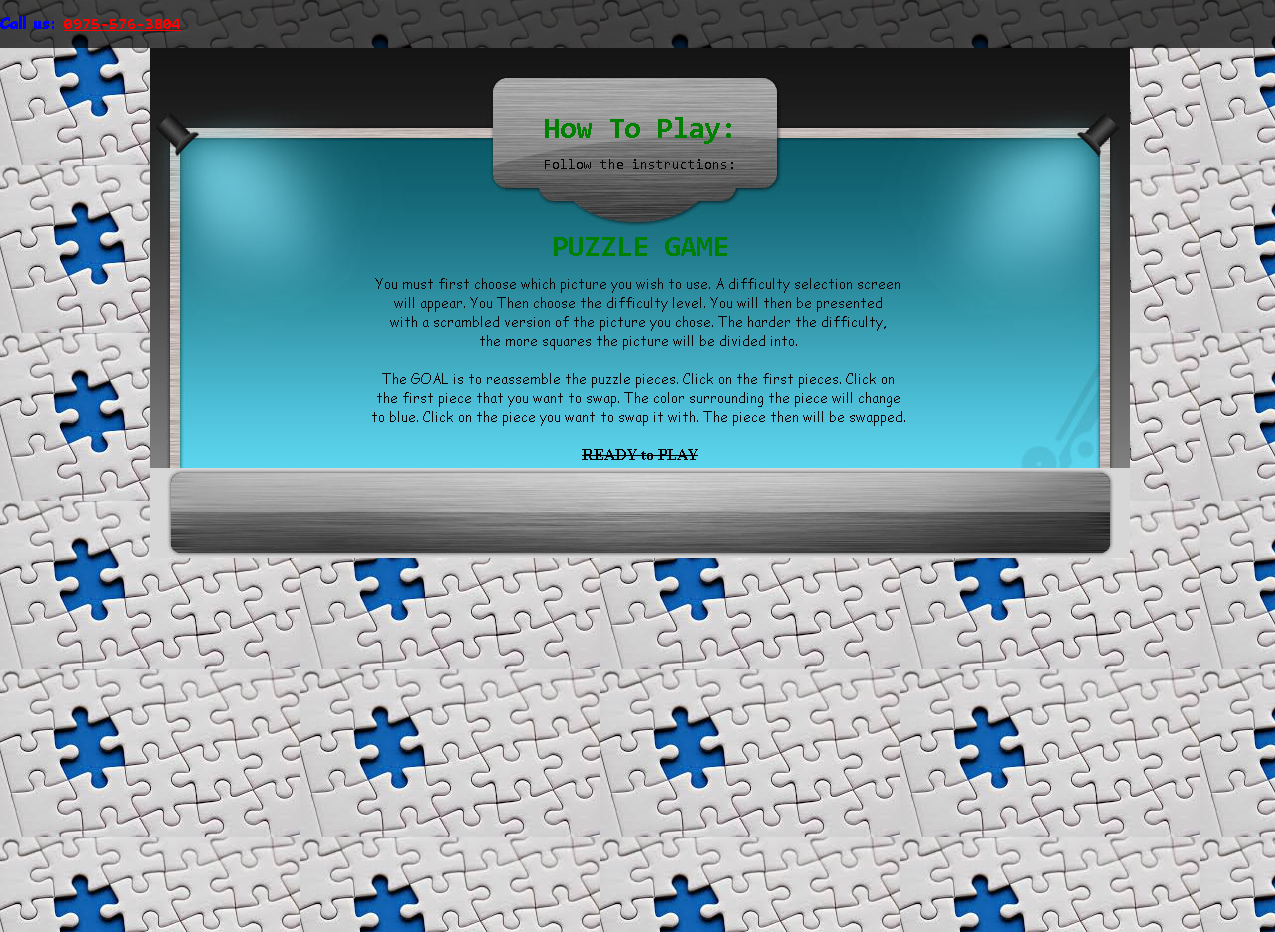 Call us: 0975-576-3804
How To Play:
Follow the instructions:
PUZZLE GAME
You must first choose which picture you wish to use. A difficulty selection screen
will appear. You Then choose the difficulty level. You will then be presented
with a scrambled version of the picture you chose. The harder the difficulty,
the more squares the picture will be divided into.
The GOAL is to reassemble the puzzle pieces. Click on the first pieces. Click on
the first piece that you want to swap. The color surrounding the piece will change
to blue. Click on the piece you want to swap it with. The piece then will be swapped.
READY to PLAY